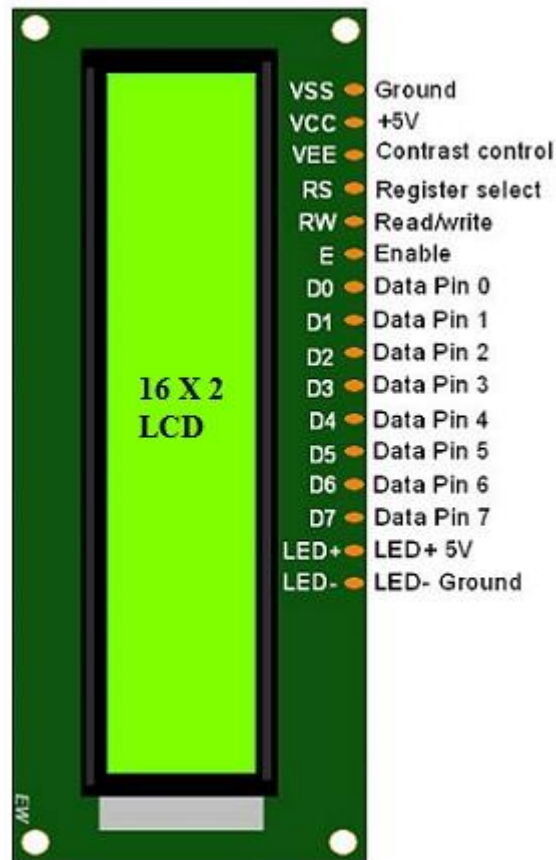 VSS Ground
VCC +5V
VEE Contrast control
RS Register select
RW Read/write
E Enable
D0 Data Pin 0
D1 Data Pin 1
D2 Data Pin 2
D3 Data Pin 3
D4 Data Pin 4
D5 Data Pin 5
D6 Data Pin 6
D7 Data Pin 7
LED+ LED+ 5V
LED- LED- Ground
16 X 2
LCD
EW